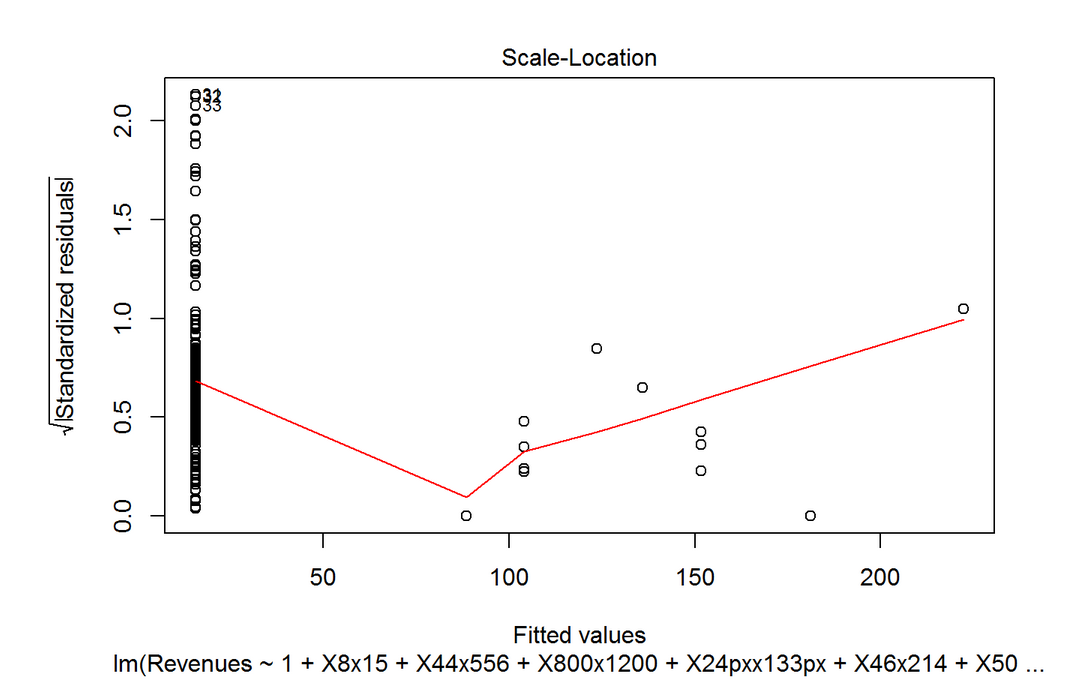 Scale-Location
33
2.0
1.5
1.0
0.5
0.0
√|Standardized residuals|
50
100
150
200
Fitted values
lm(Revenues ~ 1 + X8x15 + X44x556 + X800x1200 + X24pxx133px + X46x214 + X50 ...